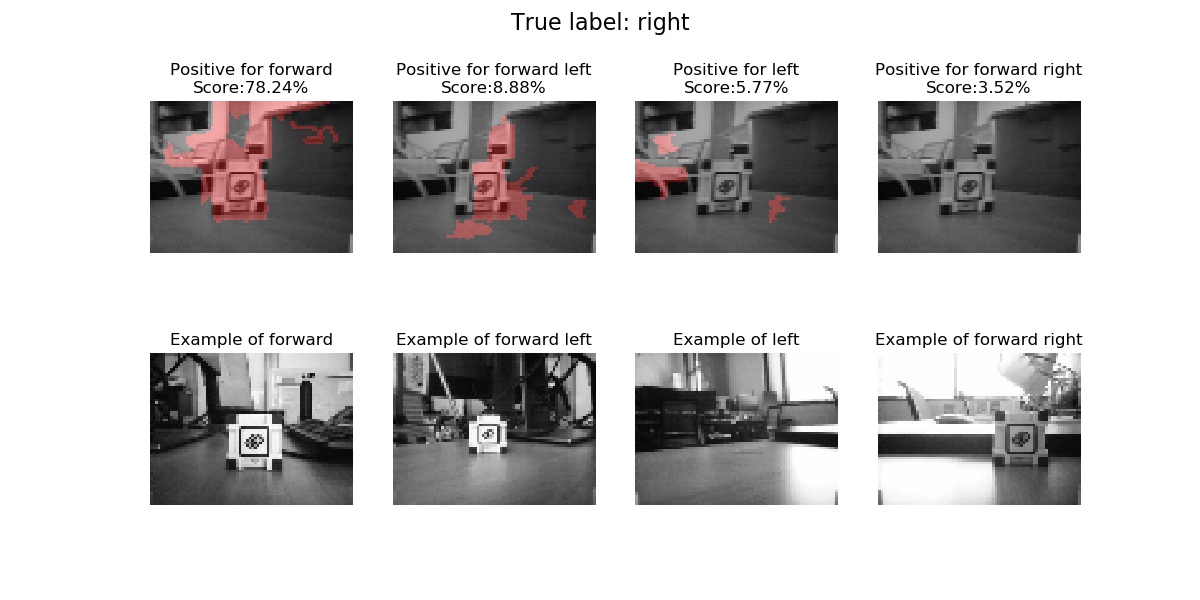 True label: right
Positive for forward
Score:78.24%
Positive for forward left
Score:8.88%
Positive for left
Score:5.77%
Positive for forward right
Score:3.52%
Example of forward
Example of forward left
Example of left
Example of forward right